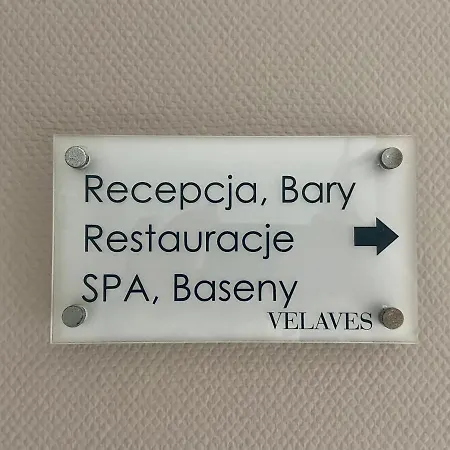 Recepcja, Bary
Restauracje
SPA, Baseny
VELAVES